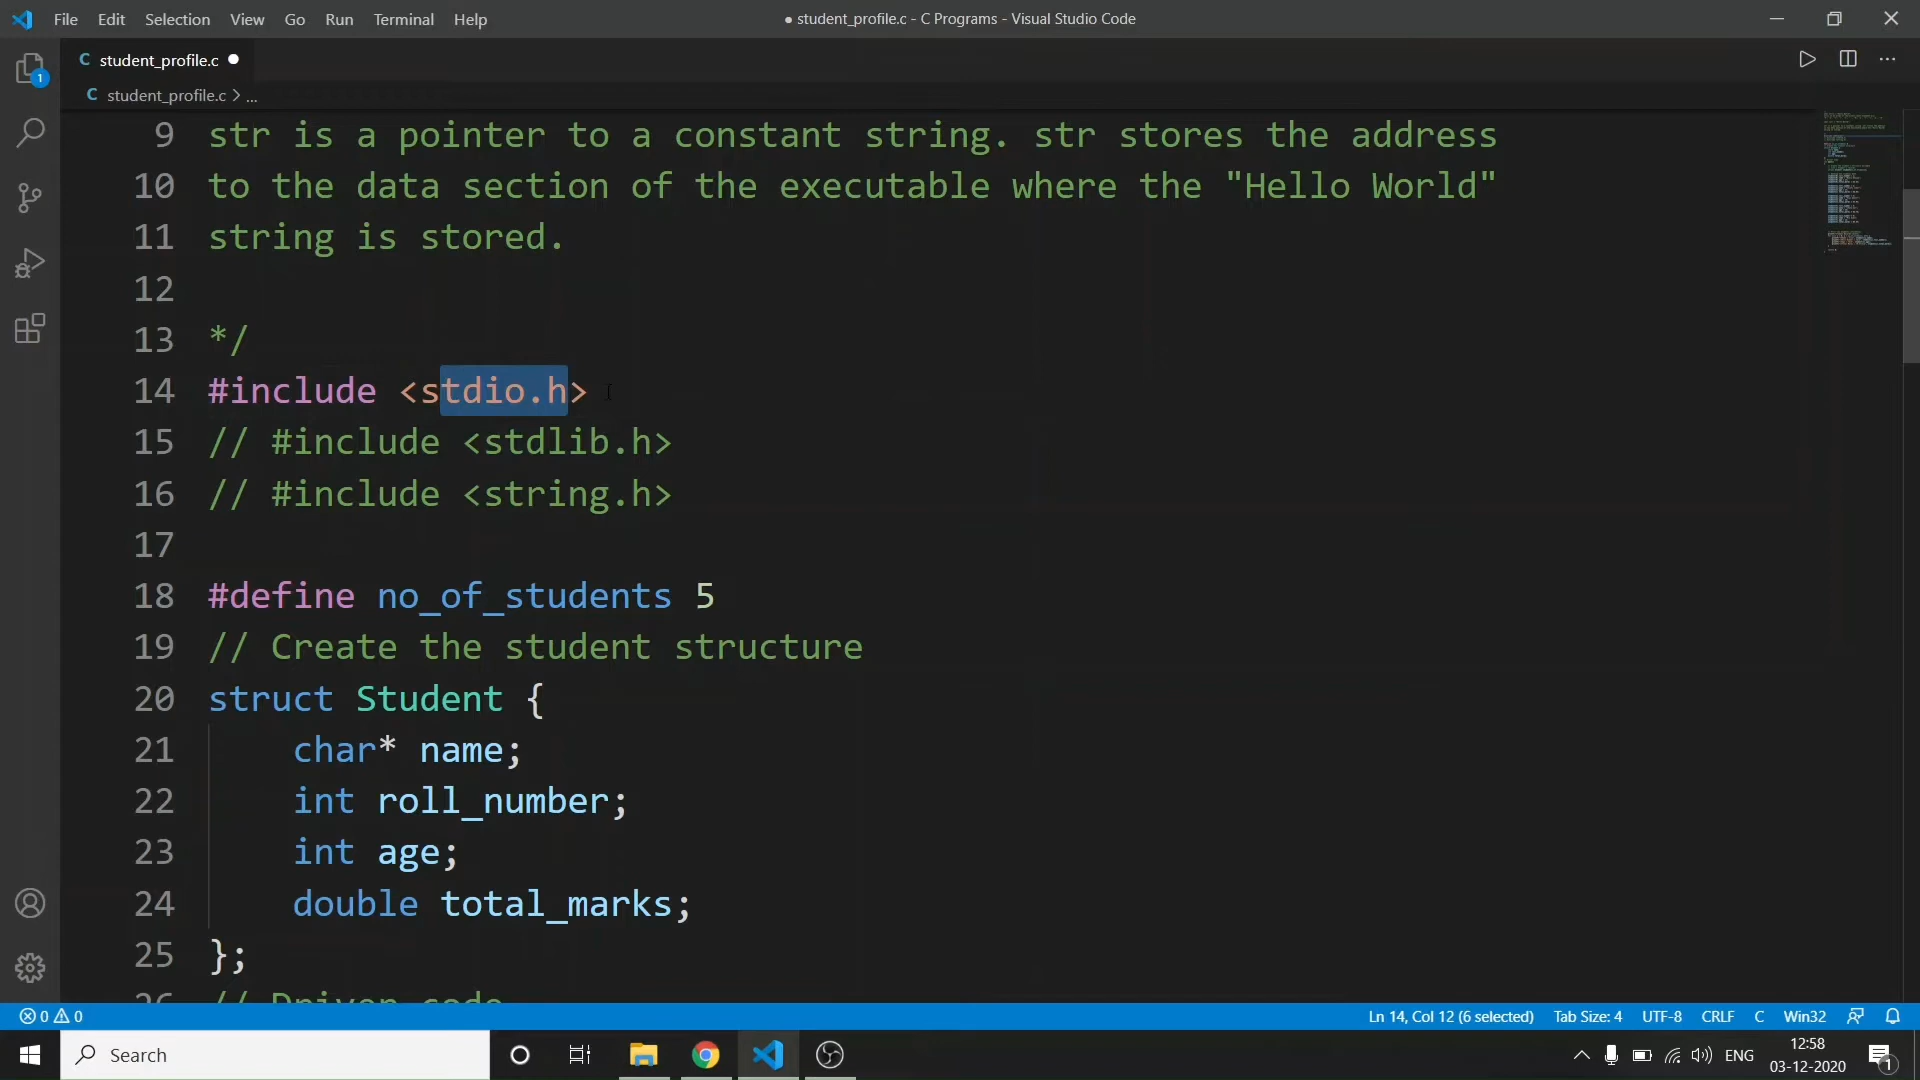 File Edit Selection View Go Run Terminal Help
● student_profile.c - C Programs - Visual Studio Code
C student_profile.c ●
C student_profile.c > ...
1
9 str is a pointer to a constant string. str stores the address
10 to the data section of the executable where the "Hello World"
11 string is stored.
12
13 */
14 #include <stdio.h>
15 // #include <stdlib.h>
16 // #include <string.h>
17
18 #define no_of_students 5
19 // Create the student structure
20 struct Student {
21 char* name;
22 int roll_number;
23 int age;
24 double total_marks;
25 };
26 // Driver code
0 0 Ln 14, Col 12 (6 selected) Tab Size: 4 UTF-8 CRLF C Win32
Search ENG 12:58
03-12-2020
1